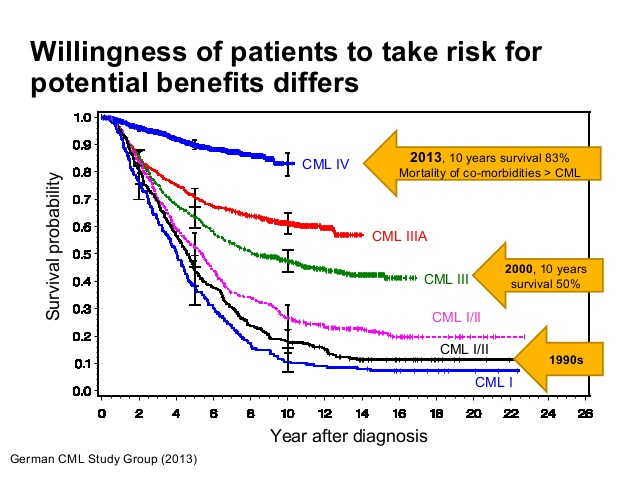 Willingness of patients to take risk for
potential benefits differs
1.0
0.9
0.8
0.7
0.6
0.5
0.4
0.3
0.2
0.1
0.0
Survival probability
CML IV
2013, 10 years survival 83%
Mortality of co-morbidities > CML
CML IIIA
CML III
2000, 10 years
survival 50%
CML I/II
CML I/II
1990s
CML I
0 2 4 6 8 10 12 14 16 18 20 22 24 26
Year after diagnosis
German CML Study Group (2013)